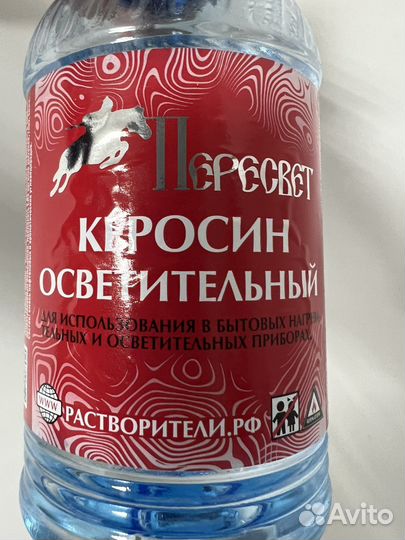 ПЕРЕСВЕТ
КЕРОСИН
ОСВЕТИТЕЛЬНЫЙ
ДЛЯ ИСПОЛЬЗОВАНИЯ В БЫТОВЫХ НАГРЕВА-
ТЕЛЬНЫХ И ОСВЕТИТЕЛЬНЫХ ПРИБОРАХ.
www
РАСТВОРИТЕЛИ.РФ
Avito